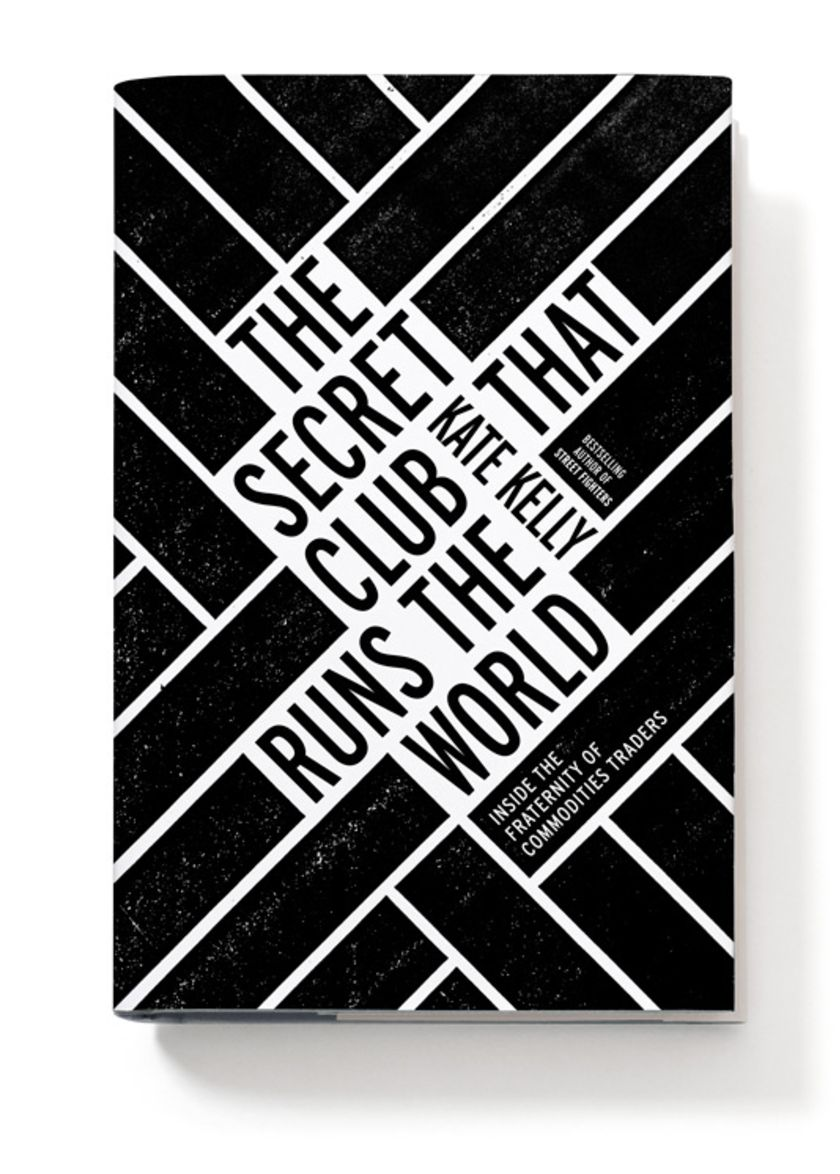 THE
SECRET
CLUB
THAT
RUNS THE
WORLD
KATE KELLY
BESTSELLING
AUTHOR OF
STREET FIGHTERS
INSIDE THE
FRATERNITY OF
COMMODITIES TRADERS